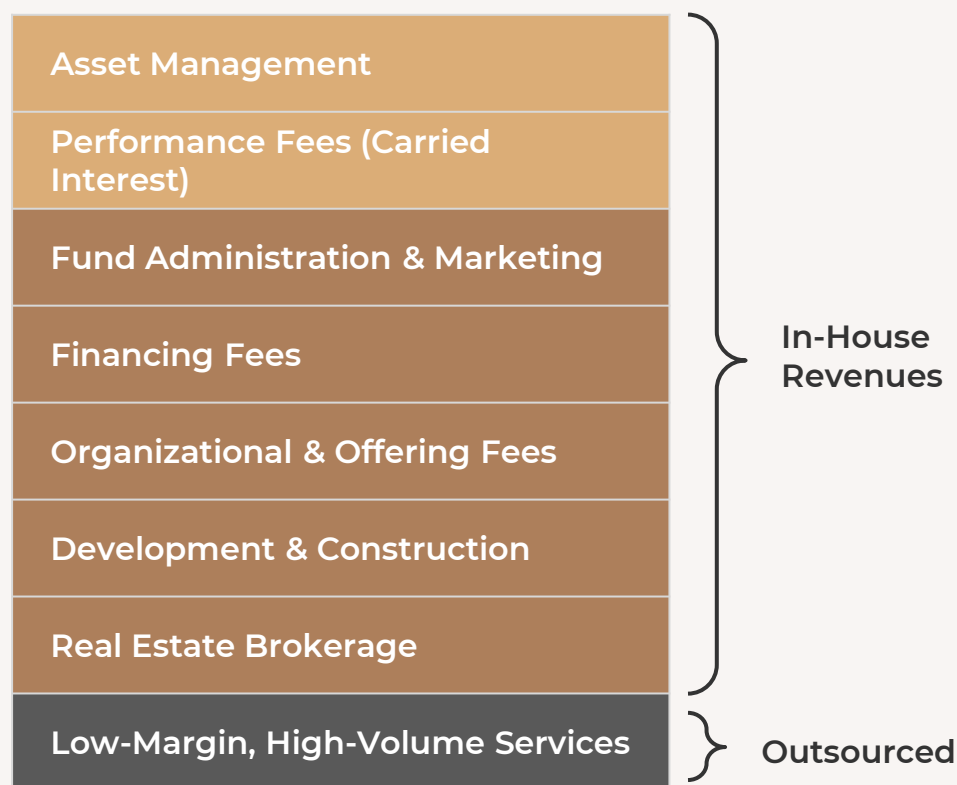 Asset Management
Performance Fees (Carried
Interest)
Fund Administration & Marketing
Financing Fees
Organizational & Offering Fees
Development & Construction
Real Estate Brokerage
In-House
Revenues
Low-Margin, High-Volume Services
Outsourced